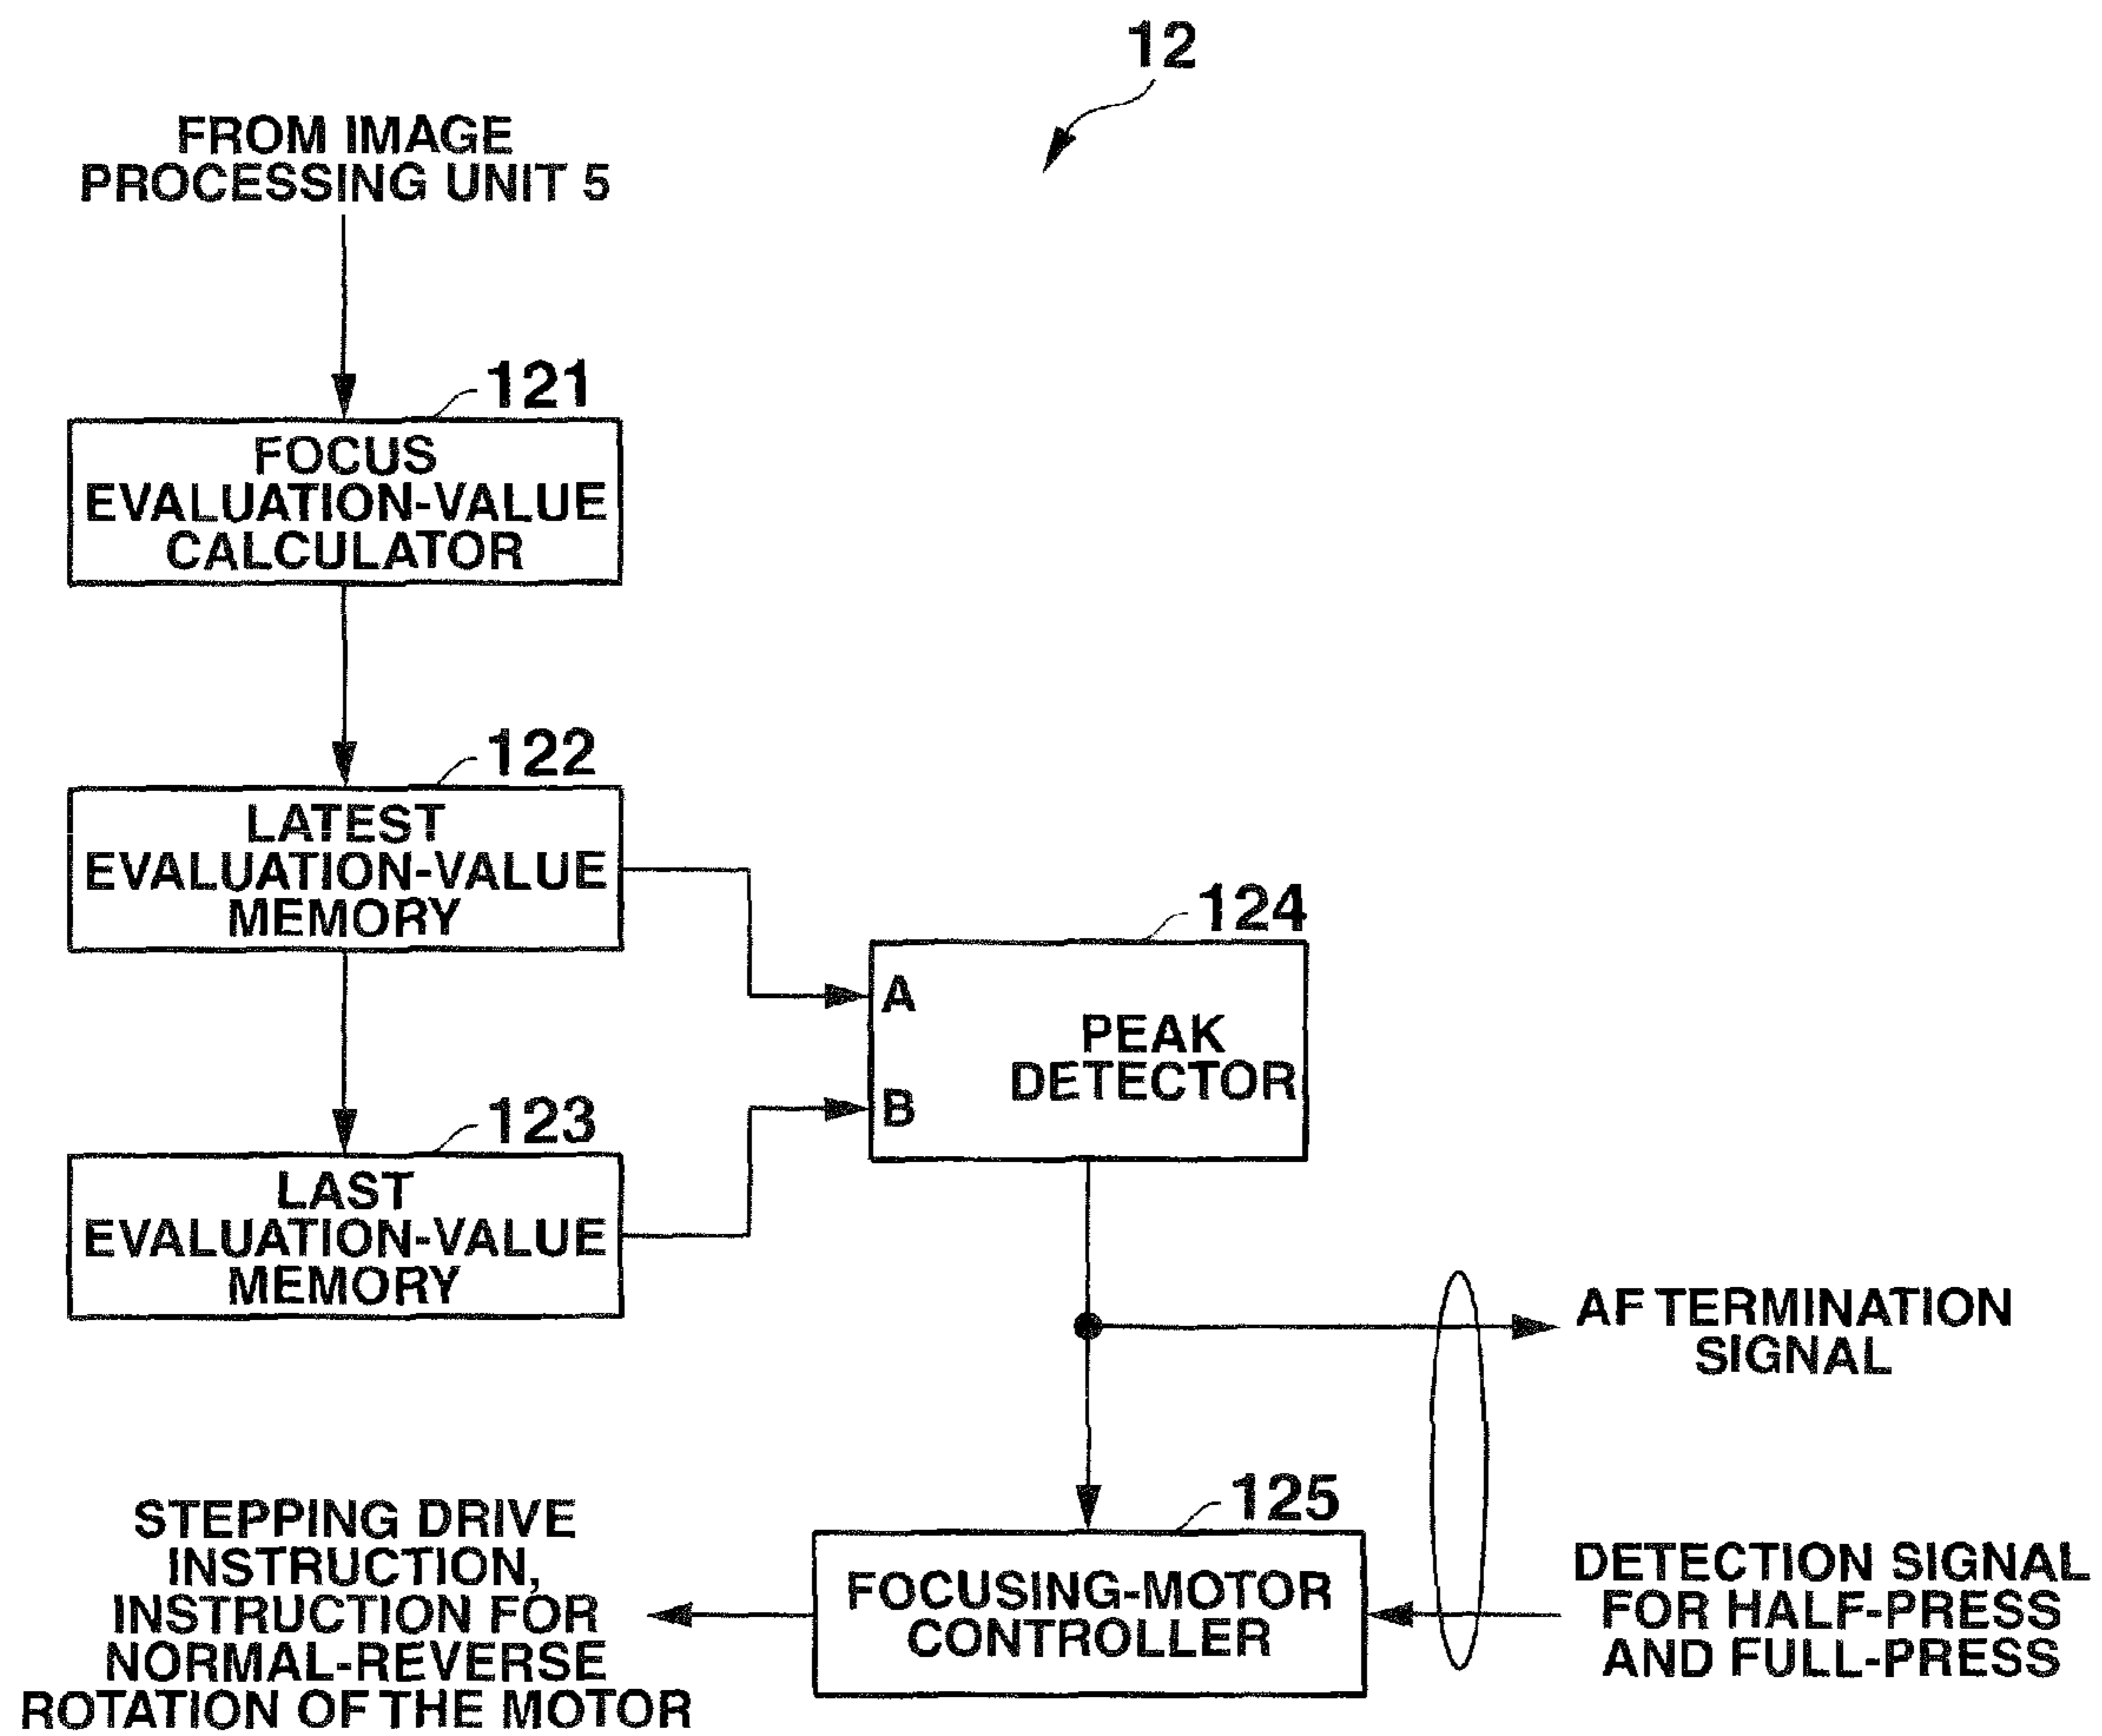 12
FROM IMAGE
PROCESSING UNIT 5
121
FOCUS
EVALUATION-VALUE
CALCULATOR
122
LATEST
EVALUATION-VALUE
MEMORY
123
LAST
EVALUATION-VALUE
MEMORY
124
A
B
PEAK
DETECTOR
AF TERMINATION
SIGNAL
125
FOCUSING-MOTOR
CONTROLLER
DETECTION SIGNAL
FOR HALF-PRESS
AND FULL-PRESS
STEPPING DRIVE
INSTRUCTION,
INSTRUCTION FOR
NORMAL-REVERSE
ROTATION OF THE MOTOR